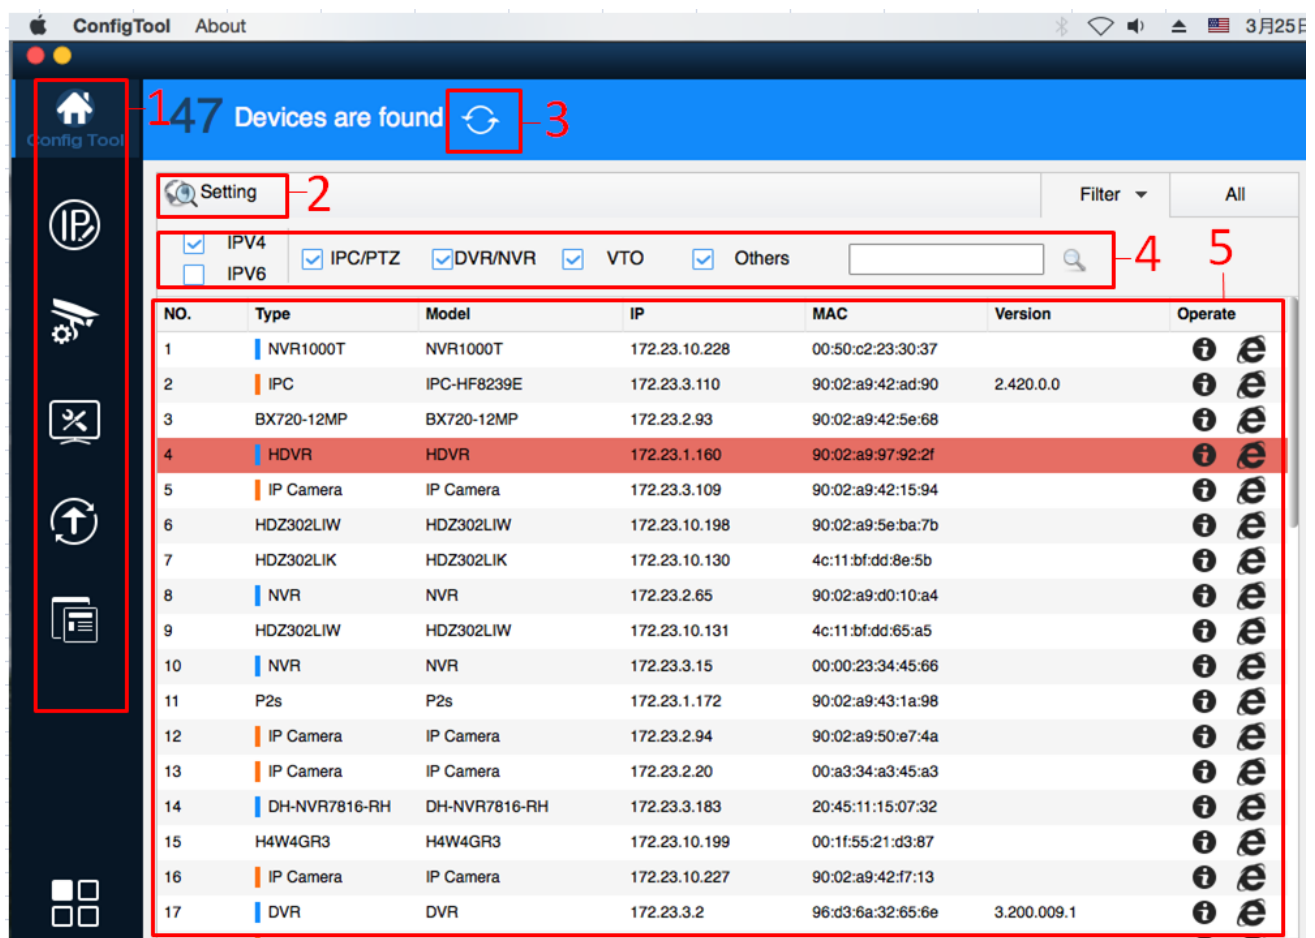 ConfigTool About 3月25日
1 47 Devices are found 3
Config Tool
Setting 2 Filter All
IPV4
IPV6
IPC/PTZ DVR/NVR VTO Others 4 5
NO. Type Model IP MAC Version Operate
1 NVR1000T NVR1000T 172.23.10.228 00:50:c2:23:30:37
2 IPC IPC-HF8239E 172.23.3.110 90:02:a9:42:ad:90 2.420.0.0
3 BX720-12MP BX720-12MP 172.23.2.93 90:02:a9:42:5e:68
4 HDVR HDVR 172.23.1.160 90:02:a9:97:92:2f
5 IP Camera IP Camera 172.23.3.109 90:02:a9:42:15:94
6 HDZ302LIW HDZ302LIW 172.23.10.198 90:02:a9:5e:ba:7b
7 HDZ302LIK HDZ302LIK 172.23.10.130 4c:11:bf:dd:8e:5b
8 NVR NVR 172.23.2.65 90:02:a9:d0:10:a4
9 HDZ302LIW HDZ302LIW 172.23.10.131 4c:11:bf:dd:65:a5
10 NVR NVR 172.23.3.15 00:00:23:34:45:66
11 P2s P2s 172.23.1.172 90:02:a9:43:1a:98
12 IP Camera IP Camera 172.23.2.94 90:02:a9:50:e7:4a
13 IP Camera IP Camera 172.23.2.20 00:a3:34:a3:45:a3
14 DH-NVR7816-RH DH-NVR7816-RH 172.23.3.183 20:45:11:15:07:32
15 H4W4GR3 H4W4GR3 172.23.10.199 00:1f:55:21:d3:87
16 IP Camera IP Camera 172.23.10.227 90:02:a9:42:f7:13
17 DVR DVR 172.23.3.2 96:d3:6a:32:65:6e 3.200.009.1
IP